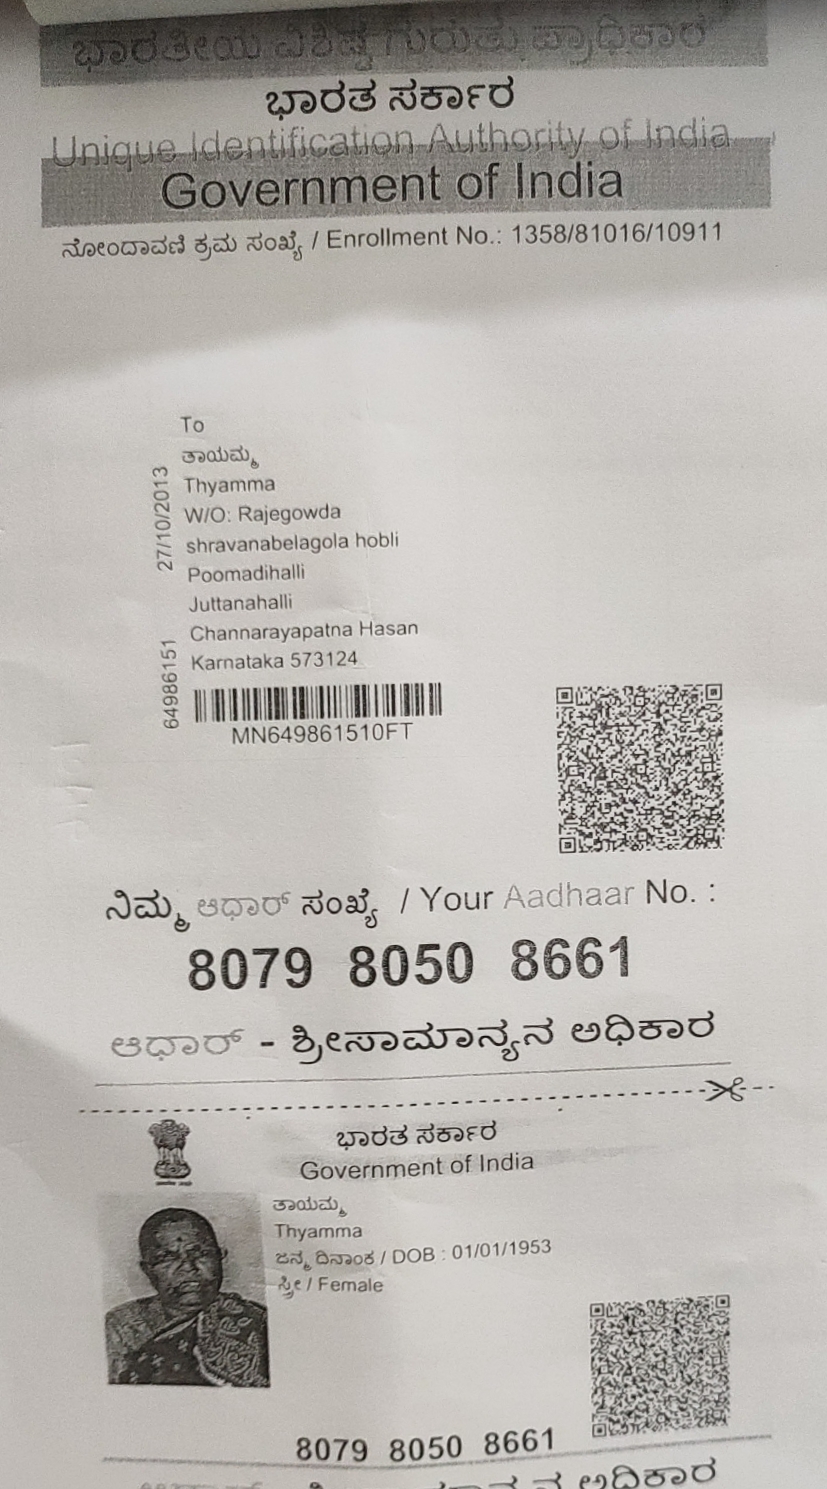 ಭಾರತೀಯ ವಿಶಿಷ್ಟ ಗುರುತು ಪ್ರಾಧಿಕಾರ
ಭಾರತ ಸರ್ಕಾರ
Unique Identification Authority of India
Government of India
ನೋಂದಾವಣಿ ಕ್ರಮ ಸಂಖ್ಯೆ / Enrollment No.: 1358/81016/10911
To
ತಾಯಮ್ಮ
Thyamma
W/O: Rajegowda
shravanabelagola hobli
Poomadihalli
Juttanahalli
Channarayapatna Hasan
Karnataka 573124
27/10/2013
64986151
MN649861510FT
ನಿಮ್ಮ ಆಧಾರ್ ಸಂಖ್ಯೆ / Your Aadhaar No. :
8079 8050 8661
ಆಧಾರ್ - ಶ್ರೀಸಾಮಾನ್ಯನ ಅಧಿಕಾರ
ಭಾರತ ಸರ್ಕಾರ
Government of India
ತಾಯಮ್ಮ
Thyamma
ಜನ್ಮ ದಿನಾಂಕ / DOB : 01/01/1953
ಸ್ತ್ರೀ / Female
8079 8050 8661
ಅಧಿಕಾರ